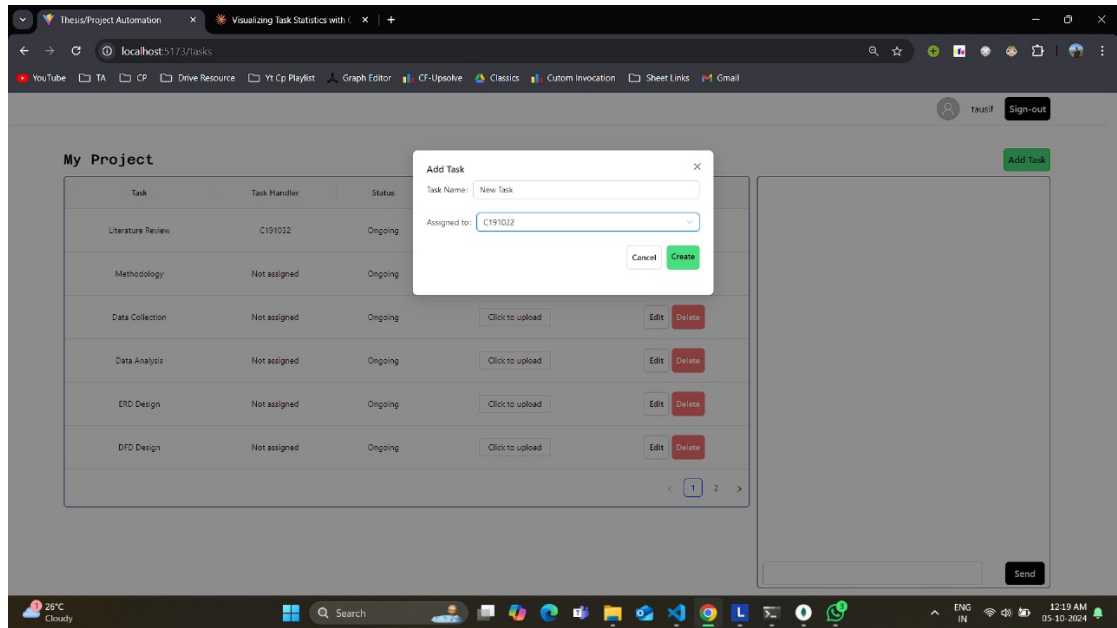 Thesis/Project Automation
Visualizing Task Statistics with C
localhost:5173/tasks
YouTube TA CP Drive Resource Yt Cp Playlist Graph Editor CF-Upsolve Classics Cutom Invocation Sheet Links Gmail
tausif Sign-out
My Project
Add Task
Task Task Handler Status
Literature Review C191032 Ongoing
Methodology Not assigned Ongoing
Data Collection Not assigned Ongoing Click to upload Edit Delete
Data Analysis Not assigned Ongoing Click to upload Edit Delete
ERD Design Not assigned Ongoing Click to upload Edit Delete
DFD Design Not assigned Ongoing Click to upload Edit Delete
< 1 2 >
Add Task
Task Name: New Task
Assigned to: C191022
Cancel Create
Send
1
26°C
Cloudy
Search
3
ENG
IN
12:19 AM
05-10-2024